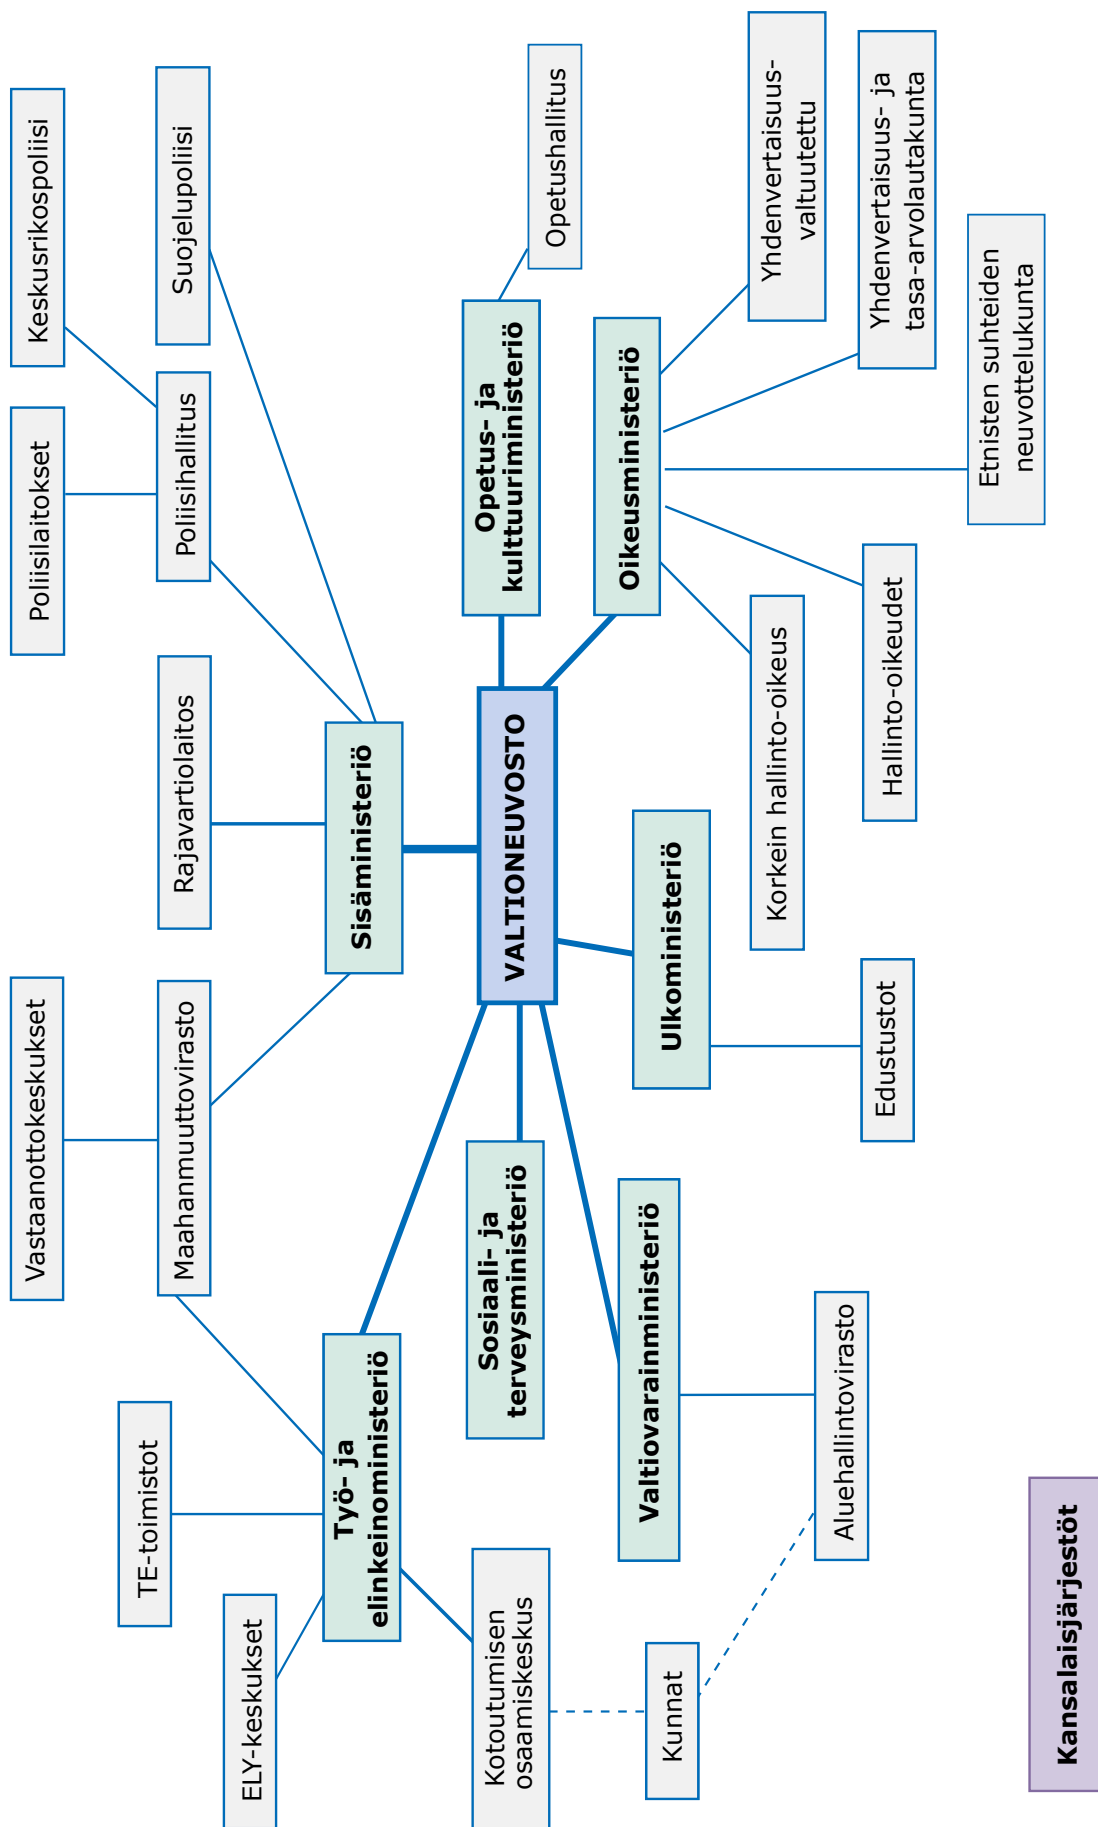 Vastaanottokeskukset
Poliisilaitokset
Keskusrikospoliisi
TE-toimistot
Maahanmuuttovirasto
Rajavartiolaitos
Poliisihallitus
Suojelupoliisi
ELY-keskukset
Työ- ja
elinkeinoministeriö
Sisäministeriö
Kotoutumisen
osaamiskeskus
Sosiaali- ja
terveysministeriö
VALTIONEUVOSTO
Opetus- ja
kulttuuriministeriö
Opetushallitus
Kunnat
Valtiovarainministeriö
Ulkoministeriö
Oikeusministeriö
Aluehallintovirasto
Edustustot
Korkein hallinto-oikeus
Hallinto-oikeudet
Yhdenvertaisuus-
valtuutettu
Yhdenvertaisuus- ja
tasa-arvolautakunta
Etnisten suhteiden
neuvottelukunta
Kansalaisjärjestöt